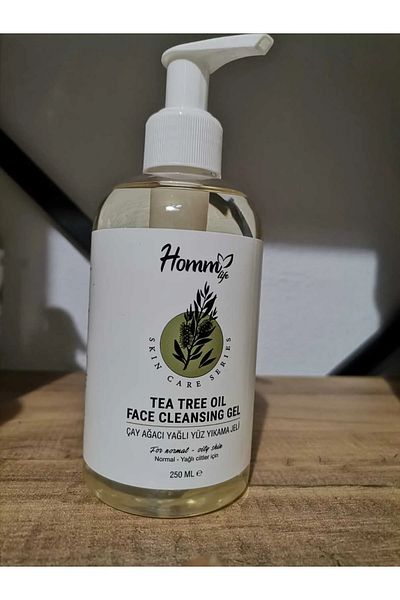 Homm
life
SKIN CARE SERIES
TEA TREE OIL
FACE CLEANSING GEL
ÇAY AĞACI YAĞLI YÜZ YIKAMA JELİ
For normal - oily skin
Normal - Yağlı ciltler için
250 ML ℮